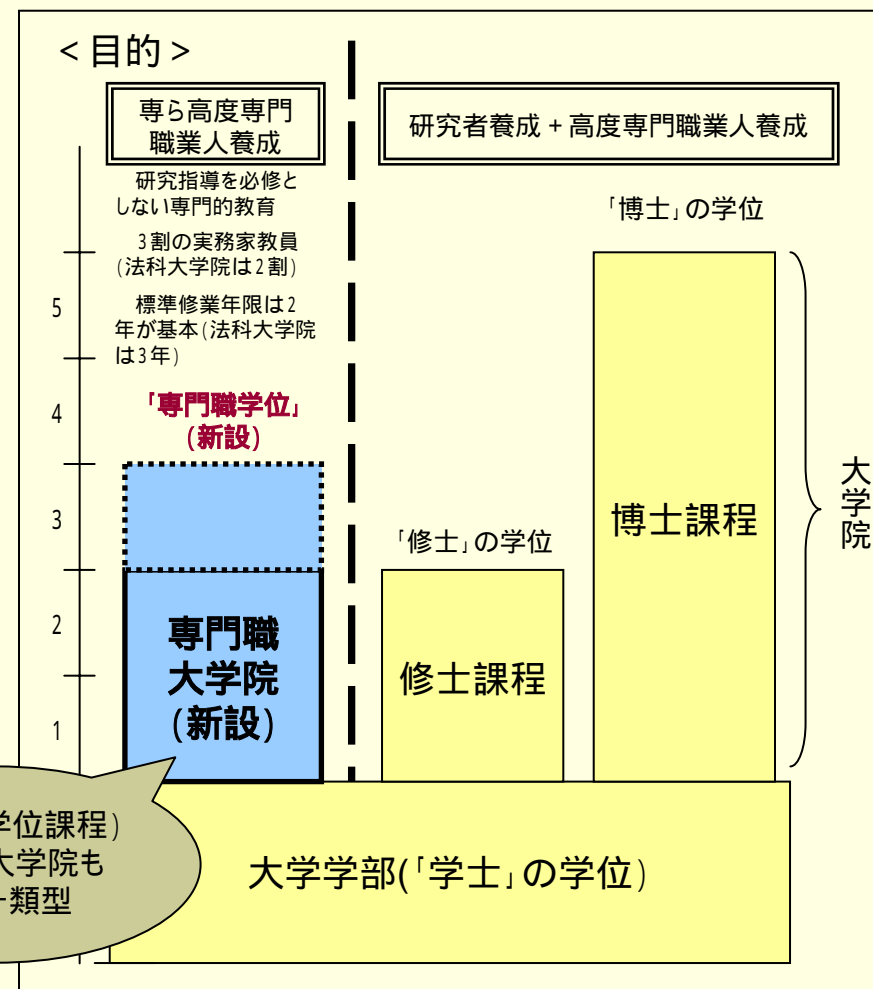 <目的>
専ら高度専門
職業人養成
研究者養成+高度専門職業人養成
研究指導を必修と
しない専門的教育
3割の実務家教員
(法科大学院は2割)
標準修業年限は2
年が基本(法科大学院
は3年)
「専門職学位」
(新設)
「修士」の学位
「博士」の学位
5
4
3
2
1
専門職
大学院
(新設)
修士課程
博士課程
大学院
学位課程)
大学院も
一類型
大学学部(「学士」の学位)